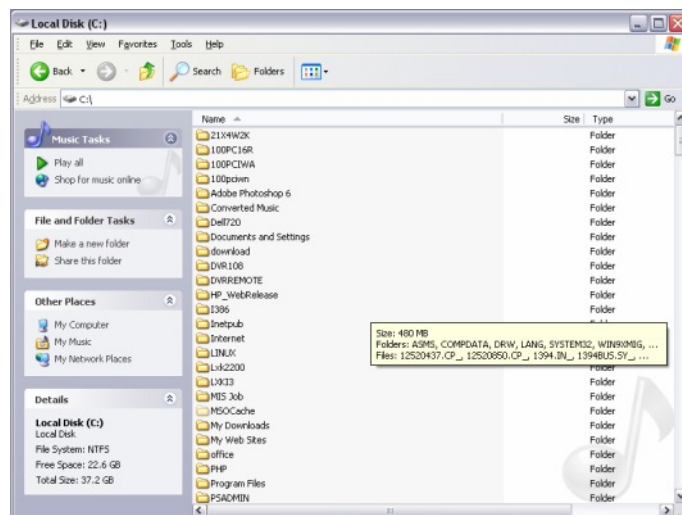 Local Disk (C:)
File Edit View Favorites Tools Help
Back Search Folders
Address C:\ Go
Music Tasks
Play all
Shop for music online
File and Folder Tasks
Make a new folder
Share this folder
Other Places
My Computer
My Music
My Network Places
Details
Local Disk (C:)
Local Disk
File System: NTFS
Free Space: 22.6 GB
Total Size: 37.2 GB
Name Size Type
21X4W2K Folder
100PC16R Folder
100PCIWA Folder
100pciwn Folder
Adobe Photoshop 6 Folder
Converted Music Folder
Dell720 Folder
Documents and Settings Folder
download Folder
DVR108 Folder
DVRREMOTE Folder
HP_WebRelease Folder
I386 Folder
Inetpub Folder
Internet
LINUX
Lxk2200
LXKI3 Folder
MIS Job Folder
MSOCache Folder
My Downloads Folder
My Web Sites Folder
office Folder
PHP Folder
Program Files Folder
PSADMIN Folder
Size: 480 MB
Folders: ASMS, COMPDATA, DRW, LANG, SYSTEM32, WIN9XMIG, ...
Files: 12520437.CP_, 12520850.CP_, 1394.IN_, 1394BUS.SY_, ...